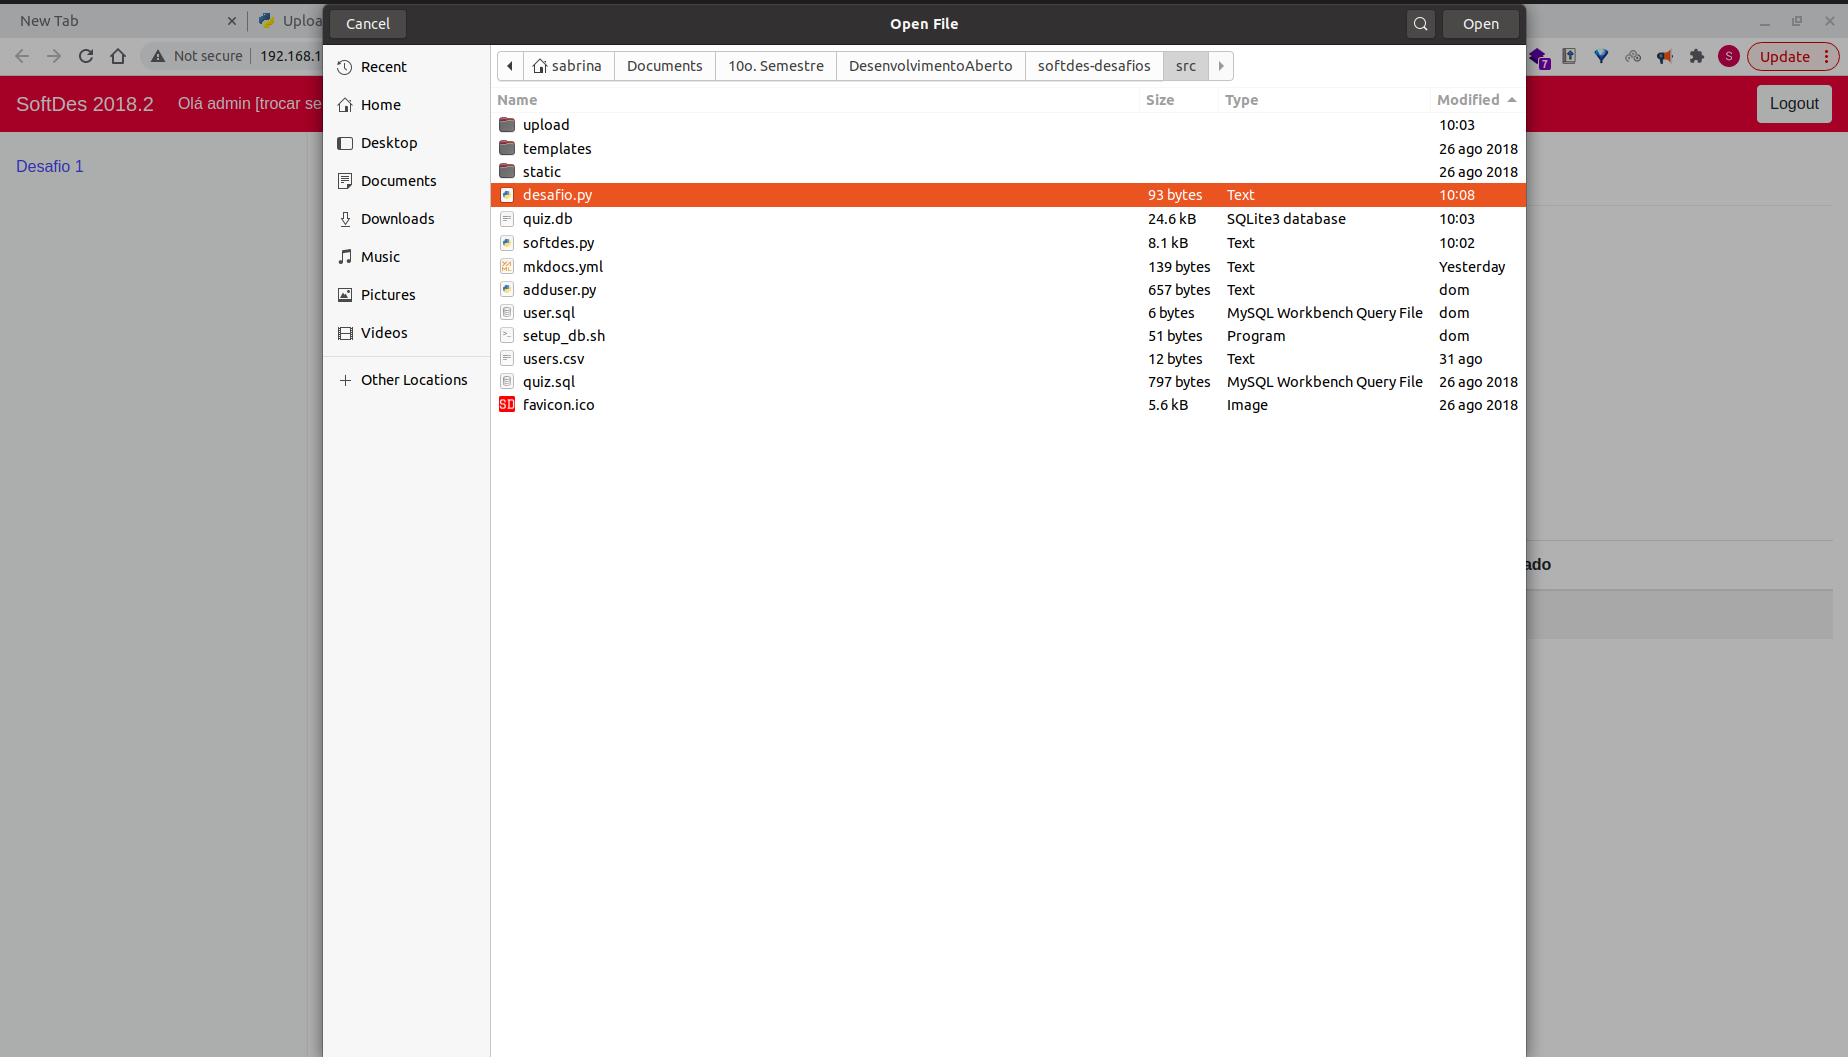 New Tab
Uploa
Cancel
Open File
Open
Not secure
192.168.1
7
S
Update
SoftDes 2018.2
Olá admin [trocar se
Logout
Desafio 1
ado
Recent
Home
Desktop
Documents
Downloads
Music
Pictures
Videos
Other Locations
sabrina
Documents
10o. Semestre
DesenvolvimentoAberto
softdes-desafios
src
Name Size Type Modified
upload 10:03
templates 26 ago 2018
static 26 ago 2018
desafio.py 93 bytes Text 10:08
quiz.db 24.6 kB SQLite3 database 10:03
softdes.py 8.1 kB Text 10:02
mkdocs.yml 139 bytes Text Yesterday
adduser.py 657 bytes Text dom
user.sql 6 bytes MySQL Workbench Query File dom
setup_db.sh 51 bytes Program dom
users.csv 12 bytes Text 31 ago
quiz.sql 797 bytes MySQL Workbench Query File 26 ago 2018
SD favicon.ico 5.6 kB Image 26 ago 2018